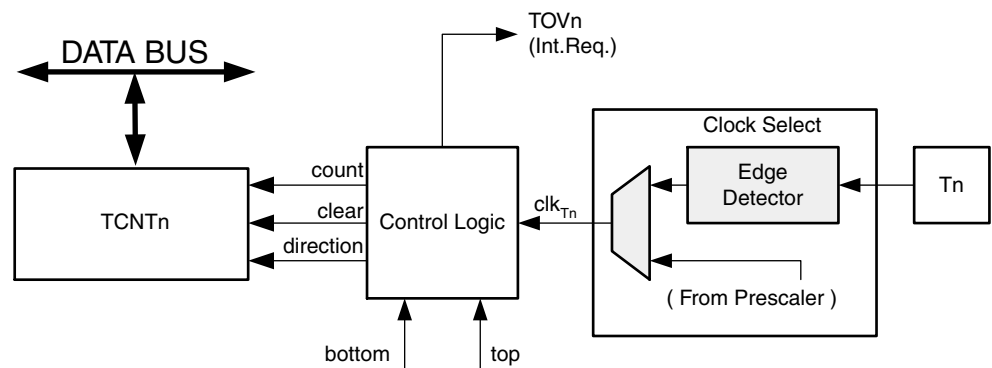 TOVn
(Int.Req.)
DATA BUS
Clock Select
count
Edge
Detector
Tn
TCNTn
clear
Control Logic
clkTn
direction
( From Prescaler )
bottom
top